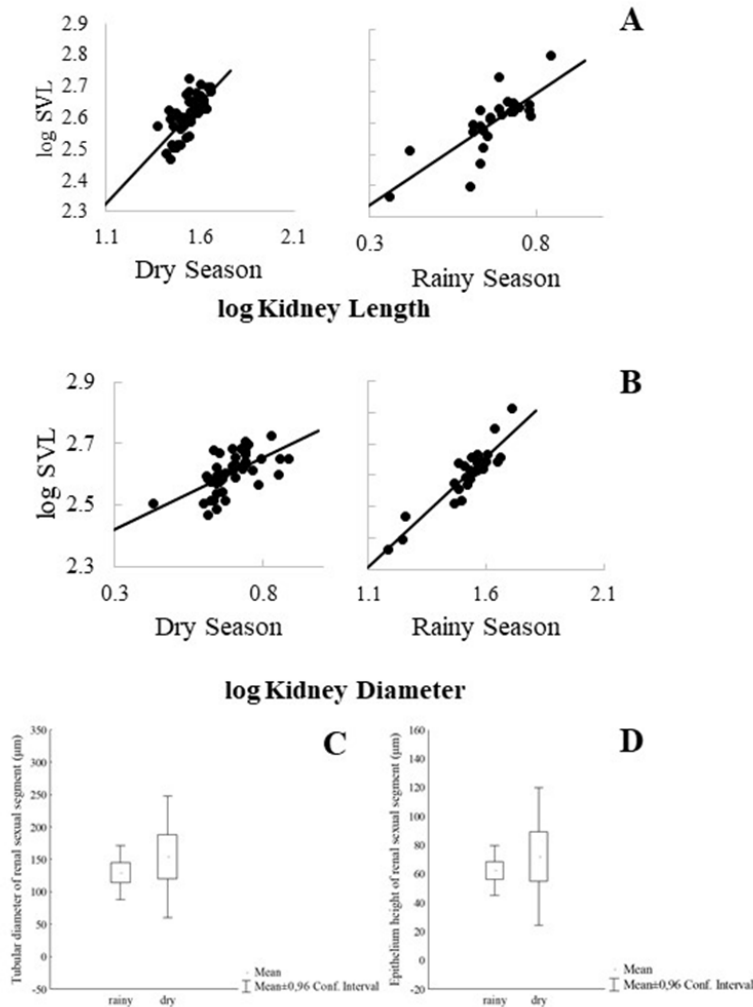 A
2.9
2.8
2.7
2.6
2.5
2.4
2.3
log SVL
1.1 1.6 2.1
0.3 0.8
Dry Season
Rainy Season
log Kidney Length
B
2.9
2.7
2.5
2.3
log SVL
0.3 0.8
1.1 1.6 2.1
Dry Season
Rainy Season
log Kidney Diameter
C
350
300
250
200
150
100
50
0
-50
Tubular diameter of renal sexual segment (μm)
rainy dry
Mean
Mean±0,96 Conf. Interval
D
160
140
120
100
80
60
40
20
0
-20
Epithelium height of renal sexual segment (μm)
rainy dry
Mean
Mean±0,96 Conf. Interval